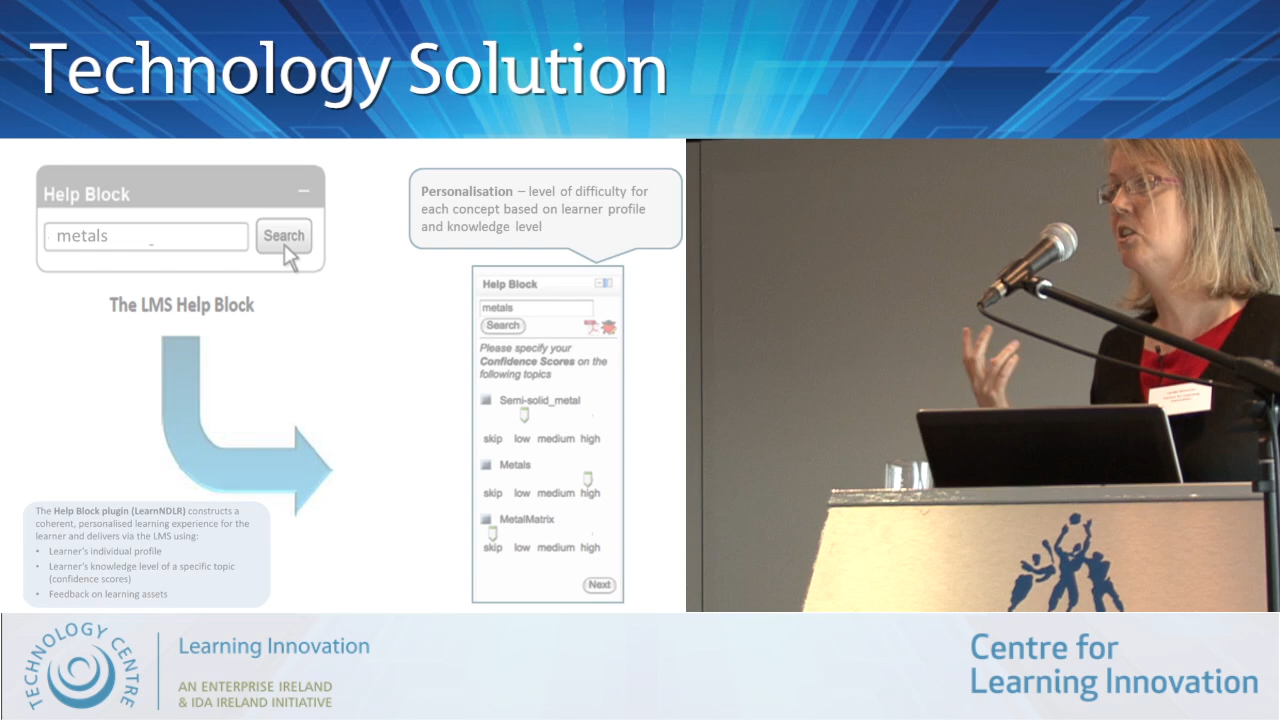 Technology Solution
Help Block
metals
Search
The LMS Help Block
The Help Block plugin (LearnNDLR) constructs a
coherent, personalised learning experience for the
learner and delivers via the LMS using:
• Learner's individual profile
• Learner's knowledge level of a specific topic
(confidence scores)
• Feedback on learning assets
Personalisation – level of difficulty for
each concept based on learner profile
and knowledge level
Help Block
metals
Search
Please specify your
Confidence Scores on the
following topics
Semi-solid_metal
skip low medium high
Metals
skip low medium high
MetalMatrix
skip low medium high
Next
TECHNOLOGY CENTRE
Learning Innovation
AN ENTERPRISE IRELAND
& IDA IRELAND INITIATIVE
Centre for
Learning Innovation